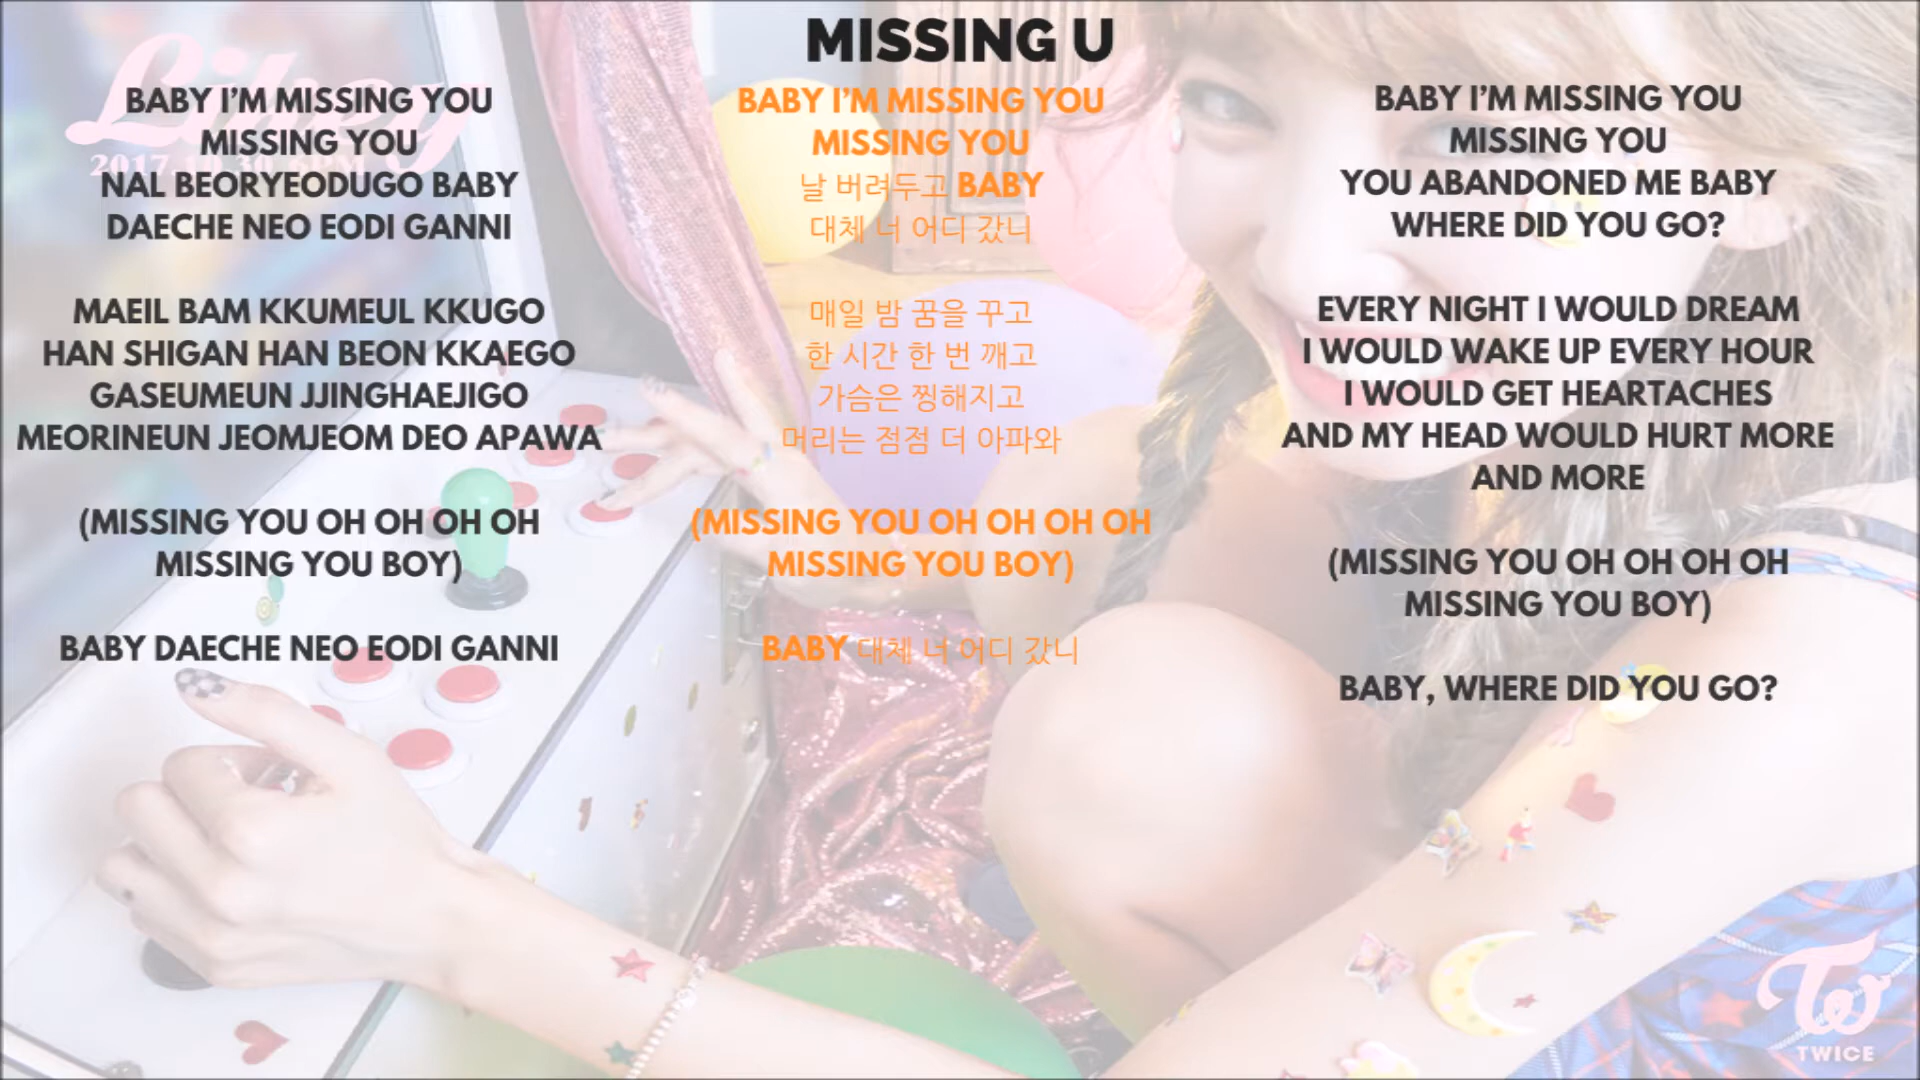 MISSING U
Likey
2017.10.30 6PM
BABY I'M MISSING YOU
MISSING YOU
NAL BEORYEODUGO BABY
DAECHE NEO EODI GANNI
MAEIL BAM KKUMEUL KKUGO
HAN SHIGAN HAN BEON KKAEGO
GASEUMEUN JJINGHAEJIGO
MEORINEUN JEOMJEOM DEO APAWA
(MISSING YOU OH OH OH OH
MISSING YOU BOY)
BABY DAECHE NEO EODI GANNI
BABY I'M MISSING YOU
MISSING YOU
날 버려두고 BABY
대체 너 어디 갔니
매일 밤 꿈을 꾸고
한 시간 한 번 깨고
가슴은 찡해지고
머리는 점점 더 아파와
(MISSING YOU OH OH OH OH
MISSING YOU BOY)
BABY 대체 너 어디 갔니
BABY I'M MISSING YOU
MISSING YOU
YOU ABANDONED ME BABY
WHERE DID YOU GO?
EVERY NIGHT I WOULD DREAM
I WOULD WAKE UP EVERY HOUR
I WOULD GET HEARTACHES
AND MY HEAD WOULD HURT MORE
AND MORE
(MISSING YOU OH OH OH OH
MISSING YOU BOY)
BABY, WHERE DID YOU GO?
TWICE